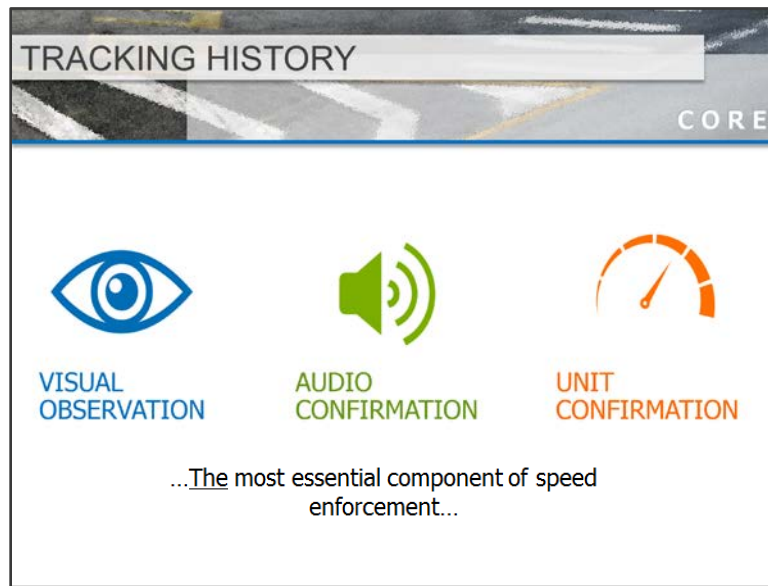 TRACKING HISTORY
CORE
VISUAL
OBSERVATION
AUDIO
CONFIRMATION
UNIT
CONFIRMATION
...The most essential component of speed
enforcement...